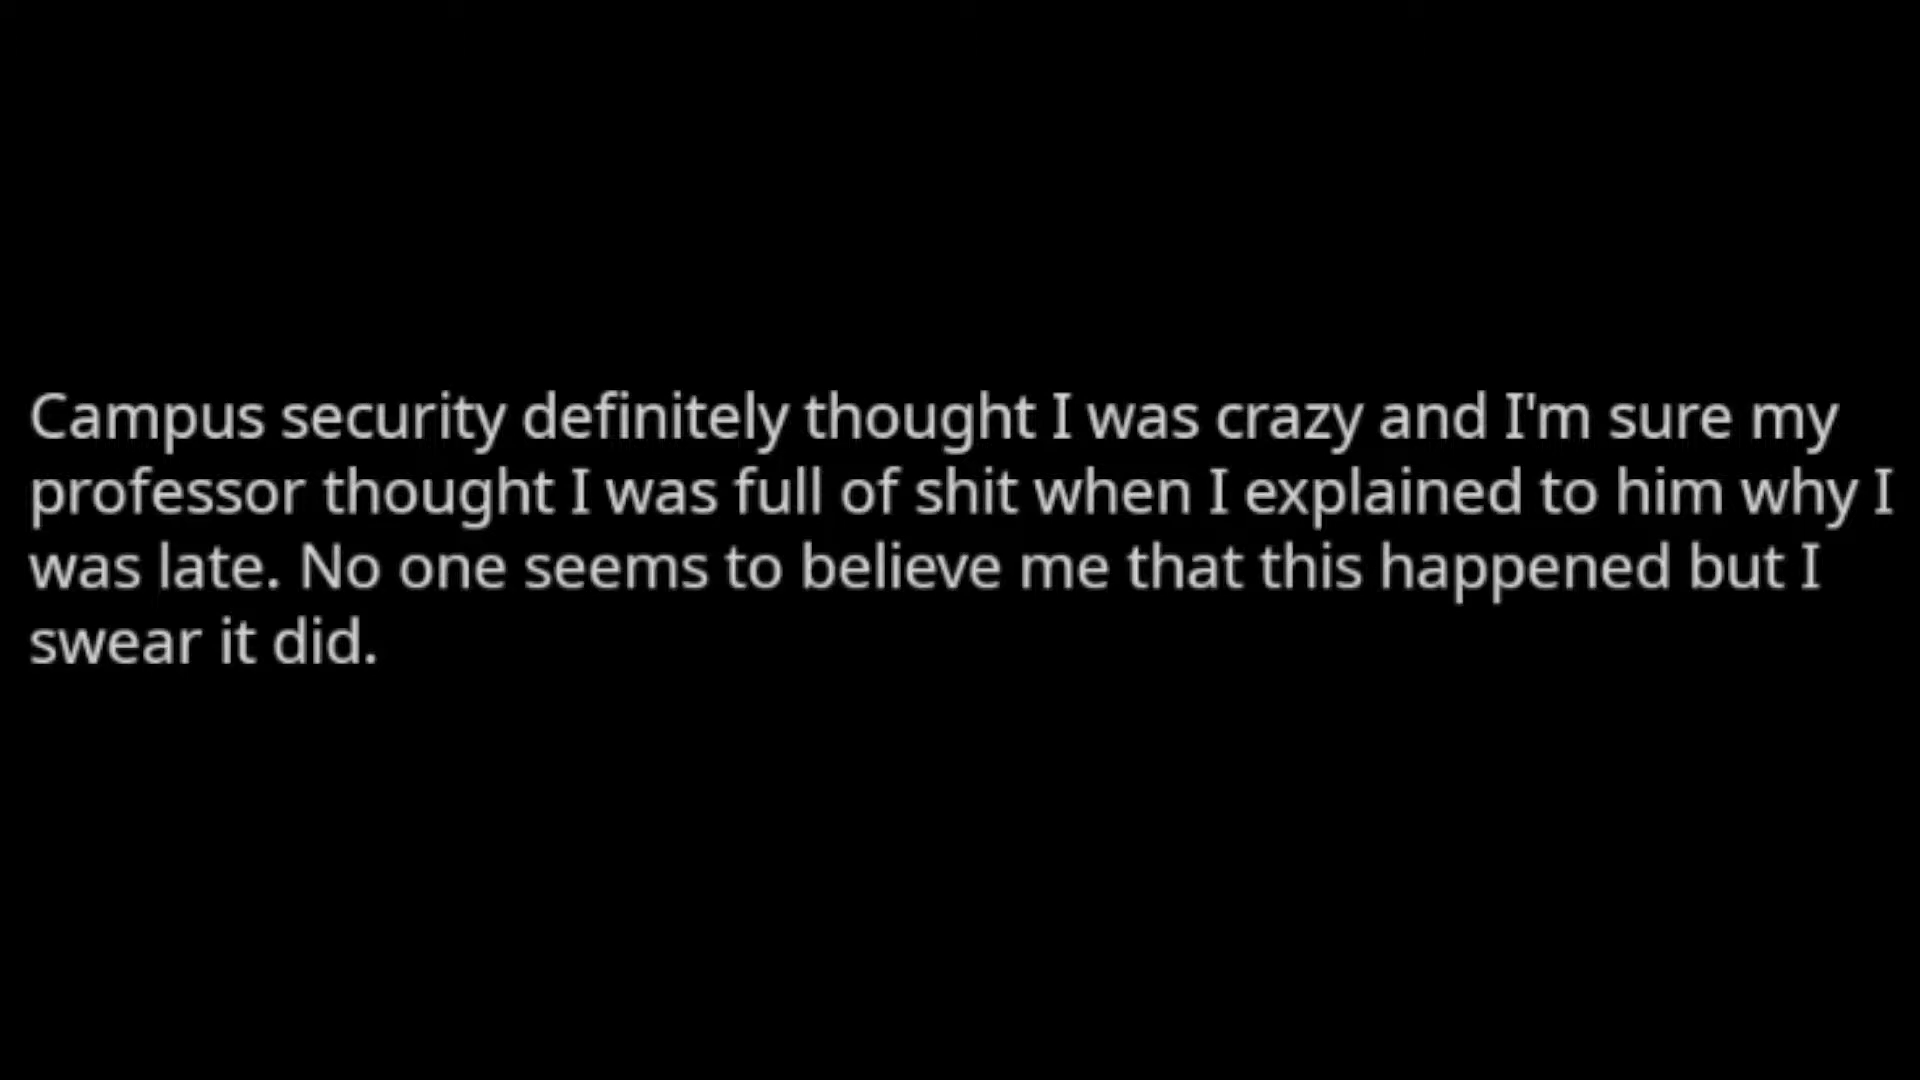 Campus security definitely thought I was crazy and I'm sure my
professor thought I was full of shit when I explained to him why I
was late. No one seems to believe me that this happened but I
swear it did.